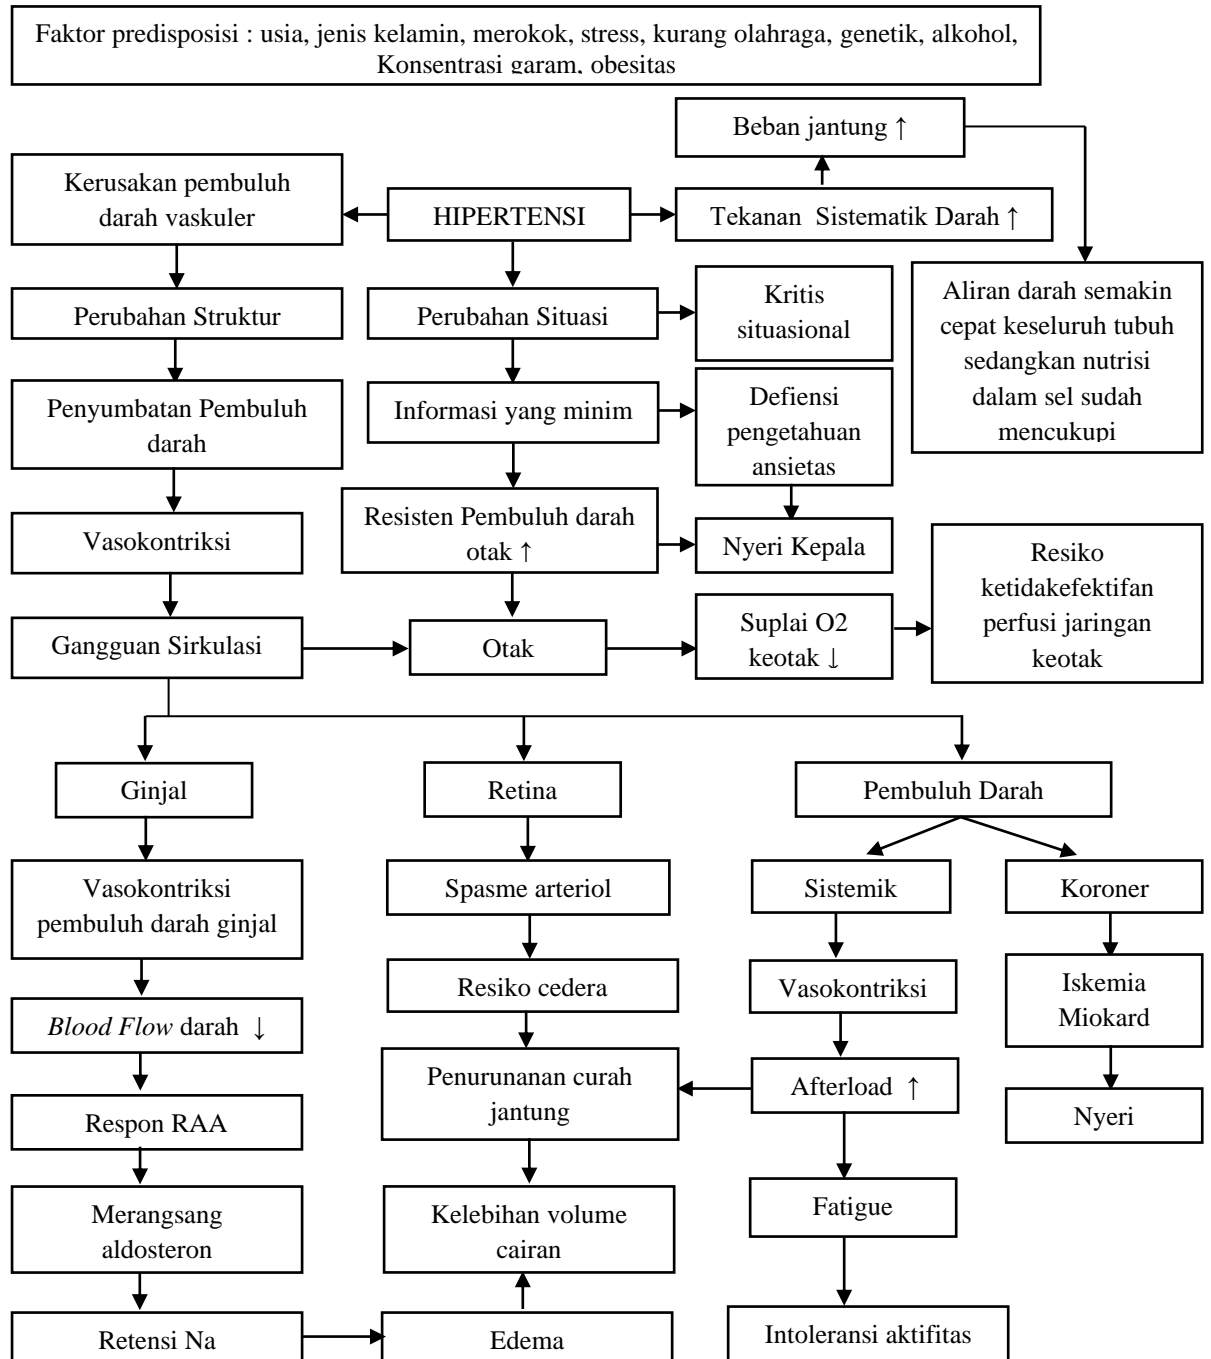 Faktor predisposisi : usia, jenis kelamin, merokok, stress, kurang olahraga, genetik, alkohol,
Konsentrasi garam, obesitas
Beban jantung ↑
Kerusakan pembuluh
darah vaskuler
HIPERTENSI
Tekanan Sistematik Darah ↑
Perubahan Struktur
Perubahan Situasi
Kritis
situasional
Aliran darah semakin
cepat keseluruh tubuh
sedangkan nutrisi
dalam sel sudah
mencukupi
Penyumbatan Pembuluh
darah
Informasi yang minim
Defiensi
pengetahuan
ansietas
Vasokontriksi
Resisten Pembuluh darah
otak ↑
Nyeri Kepala
Resiko
ketidakefektifan
perfusi jaringan
keotak
Gangguan Sirkulasi
Otak
Suplai O2
keotak ↓
Ginjal
Retina
Pembuluh Darah
Vasokontriksi
pembuluh darah ginjal
Spasme arteriol
Sistemik
Koroner
Blood Flow darah ↓
Resiko cedera
Vasokontriksi
Iskemia
Miokard
Respon RAA
Penurunanan curah
jantung
Afterload ↑
Nyeri
Merangsang
aldosteron
Kelebihan volume
cairan
Fatigue
Retensi Na
Edema
Intoleransi aktifitas